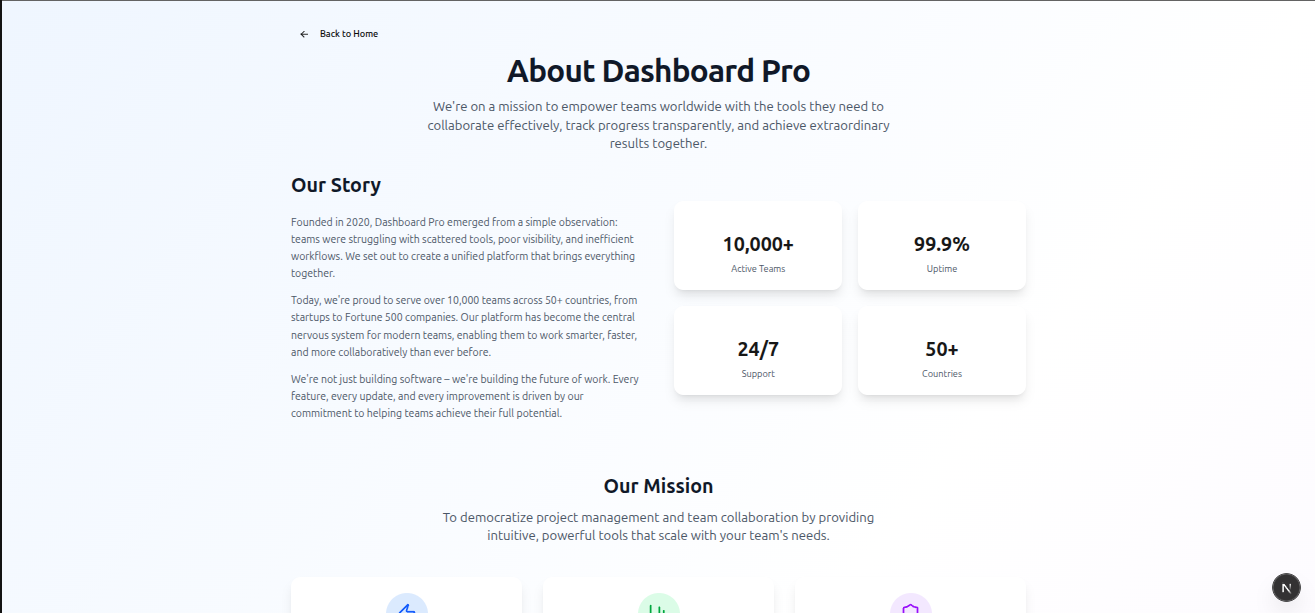 Back to Home
About Dashboard Pro
We're on a mission to empower teams worldwide with the tools they need to
collaborate effectively, track progress transparently, and achieve extraordinary
results together.
Our Story
Founded in 2020, Dashboard Pro emerged from a simple observation:
teams were struggling with scattered tools, poor visibility, and inefficient
workflows. We set out to create a unified platform that brings everything
together.
Today, we're proud to serve over 10,000 teams across 50+ countries, from
startups to Fortune 500 companies. Our platform has become the central
nervous system for modern teams, enabling them to work smarter, faster,
and more collaboratively than ever before.
We're not just building software – we're building the future of work. Every
feature, every update, and every improvement is driven by our
commitment to helping teams achieve their full potential.
10,000+
Active Teams
99.9%
Uptime
24/7
Support
50+
Countries
Our Mission
To democratize project management and team collaboration by providing
intuitive, powerful tools that scale with your team's needs.
N